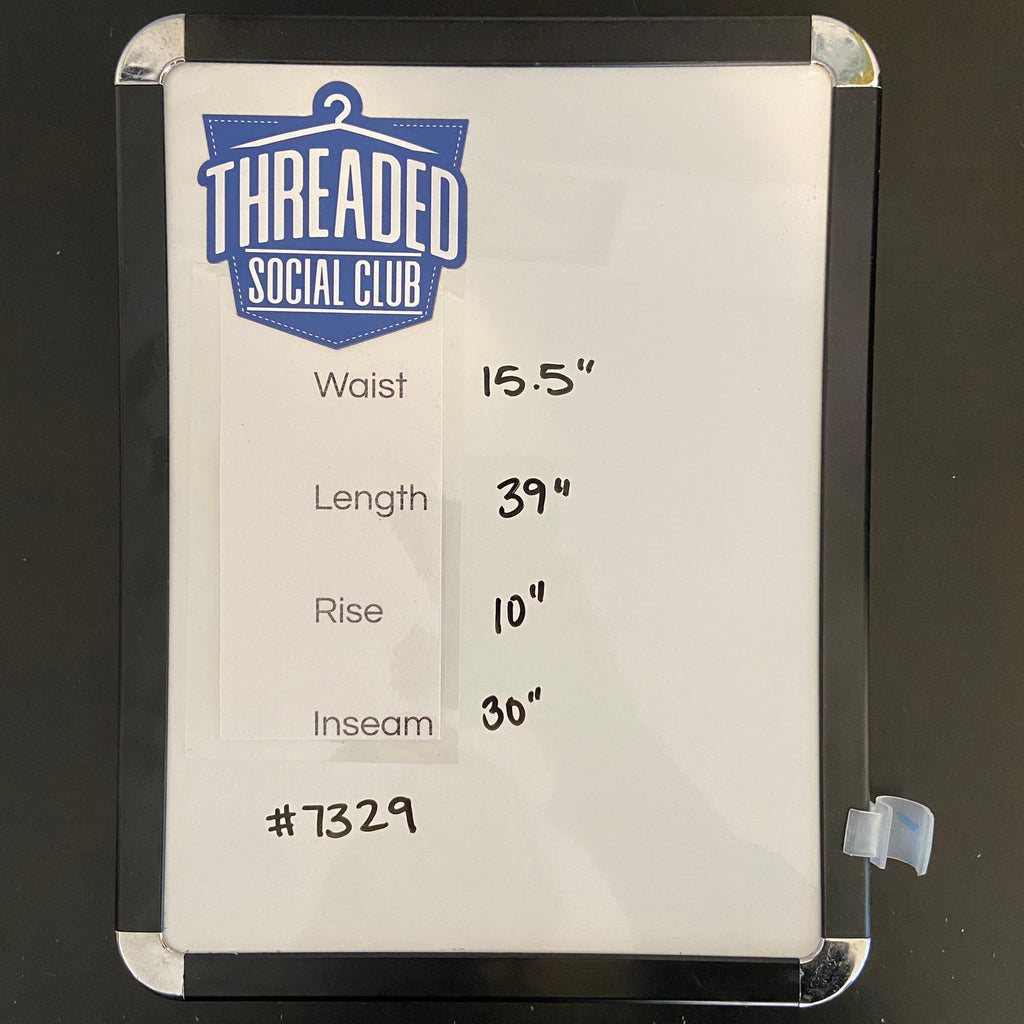 THREADED
SOCIAL CLUB
Waist 15.5"
Length 39"
Rise 10"
Inseam 30"
#7329